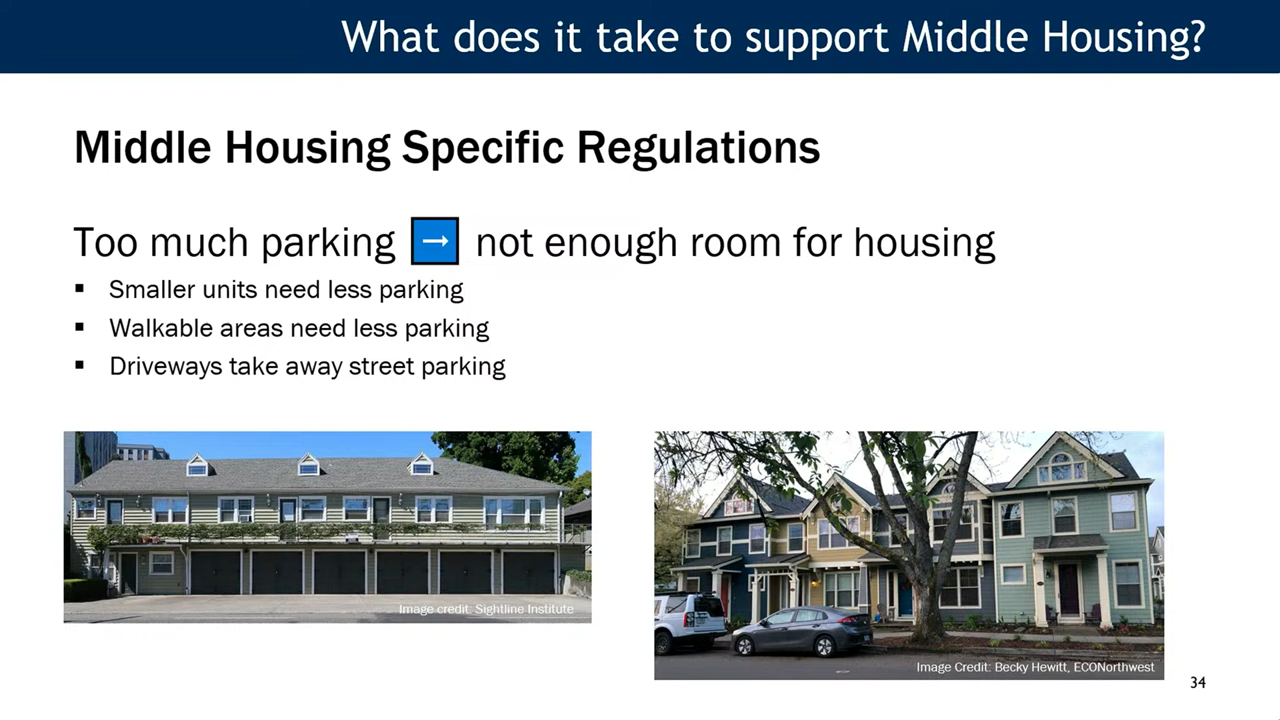 What does it take to support Middle Housing?
Middle Housing Specific Regulations
Too much parking → not enough room for housing
▪ Smaller units need less parking
▪ Walkable areas need less parking
▪ Driveways take away street parking
Image credit: Sightline Institute
Image Credit: Becky Hewitt, ECONorthwest
34